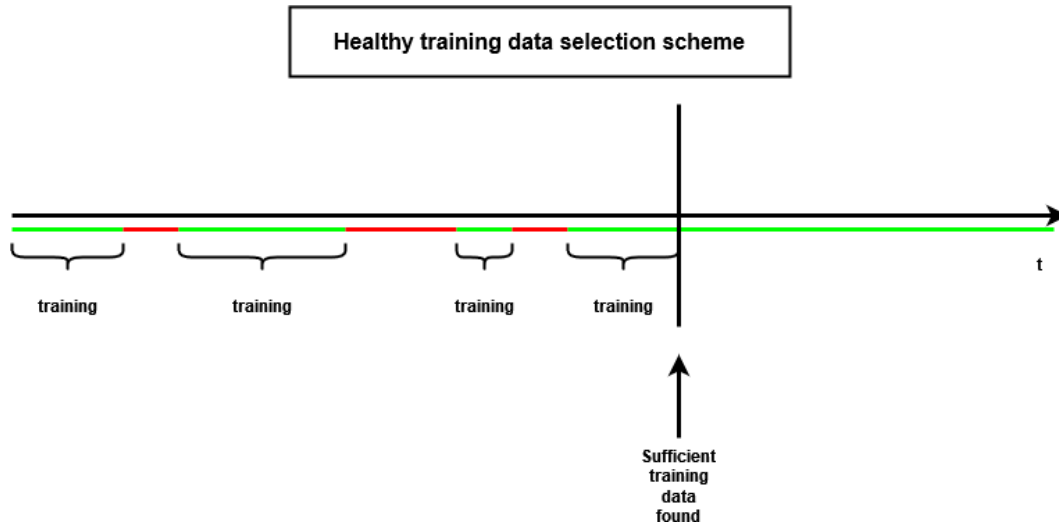 Healthy training data selection scheme
t
training
training
training
training
Sufficient
training
data
found